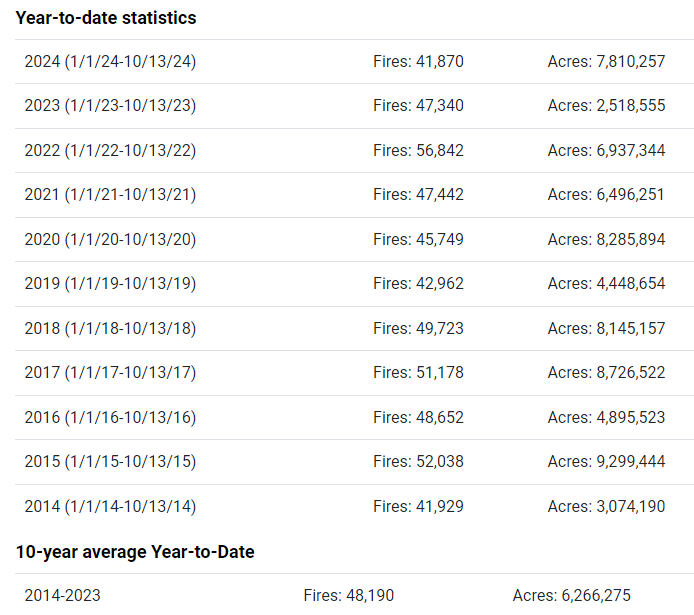 Year-to-date statistics
2024 (1/1/24-10/13/24) Fires: 41,870 Acres: 7,810,257
2023 (1/1/23-10/13/23) Fires: 47,340 Acres: 2,518,555
2022 (1/1/22-10/13/22) Fires: 56,842 Acres: 6,937,344
2021 (1/1/21-10/13/21) Fires: 47,442 Acres: 6,496,251
2020 (1/1/20-10/13/20) Fires: 45,749 Acres: 8,285,894
2019 (1/1/19-10/13/19) Fires: 42,962 Acres: 4,448,654
2018 (1/1/18-10/13/18) Fires: 49,723 Acres: 8,145,157
2017 (1/1/17-10/13/17) Fires: 51,178 Acres: 8,726,522
2016 (1/1/16-10/13/16) Fires: 48,652 Acres: 4,895,523
2015 (1/1/15-10/13/15) Fires: 52,038 Acres: 9,299,444
2014 (1/1/14-10/13/14) Fires: 41,929 Acres: 3,074,190
10-year average Year-to-Date
2014-2023 Fires: 48,190 Acres: 6,266,275